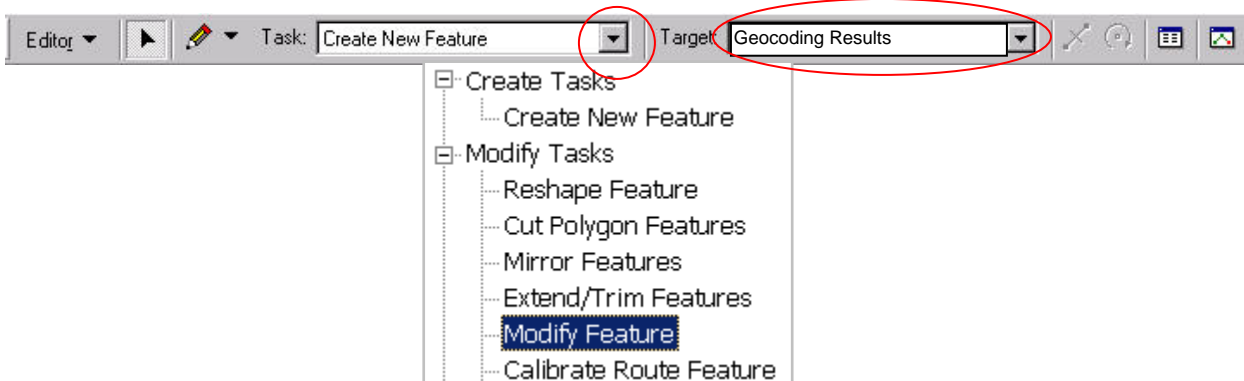 Editor Task: Create New Feature Target: Geocoding Results
Create Tasks
Create New Feature
Modify Tasks
Reshape Feature
Cut Polygon Features
Mirror Features
Extend/Trim Features
Modify Feature
Calibrate Route Feature